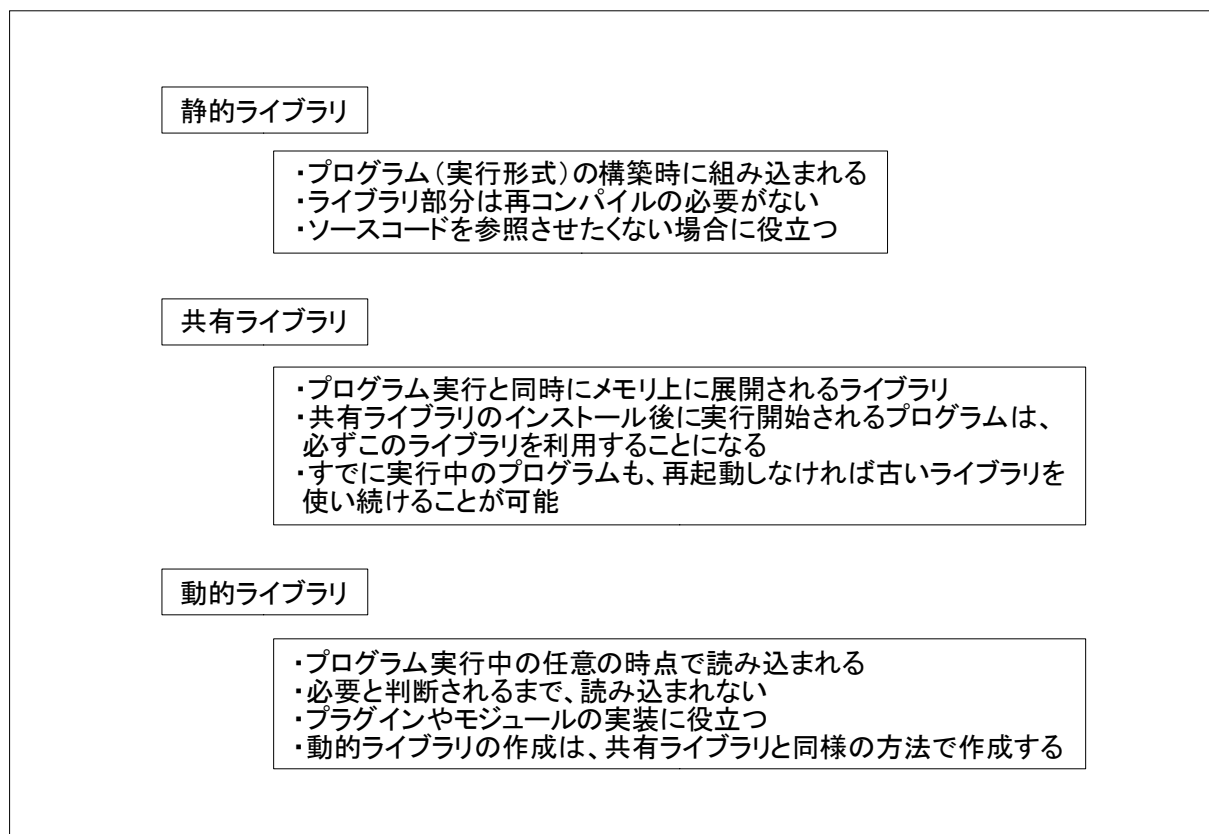 静的ライブラリ
・プログラム（実行形式）の構築時に組み込まれる
・ライブラリ部分は再コンパイルの必要がない
・ソースコードを参照させたくない場合に役立つ
共有ライブラリ
・プログラム実行と同時にメモリ上に展開されるライブラリ
・共有ライブラリのインストール後に実行開始されるプログラムは、
必ずこのライブラリを利用することになる
・すでに実行中のプログラムも、再起動しなければ古いライブラリを
使い続けることが可能
動的ライブラリ
・プログラム実行中の任意の時点で読み込まれる
・必要と判断されるまで、読み込まれない
・プラグインやモジュールの実装に役立つ
・動的ライブラリの作成は、共有ライブラリと同様の方法で作成する